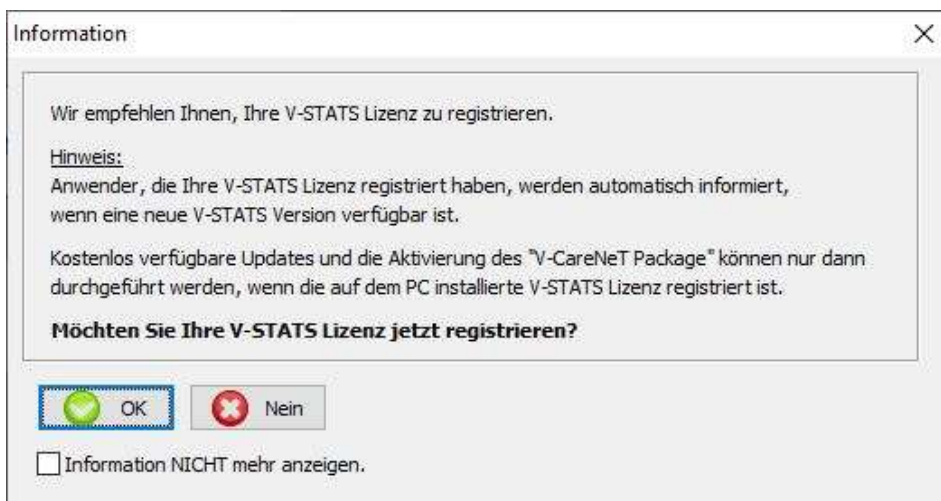 Information
Wir empfehlen Ihnen, Ihre V-STATS Lizenz zu registrieren.
Hinweis:
Anwender, die Ihre V-STATS Lizenz registriert haben, werden automatisch informiert,
wenn eine neue V-STATS Version verfügbar ist.
Kostenlos verfügbare Updates und die Aktivierung des "V-CareNeT Package" können nur dann
durchgeführt werden, wenn die auf dem PC installierte V-STATS Lizenz registriert ist.
Möchten Sie Ihre V-STATS Lizenz jetzt registrieren?
OK
Nein
Information NICHT mehr anzeigen.